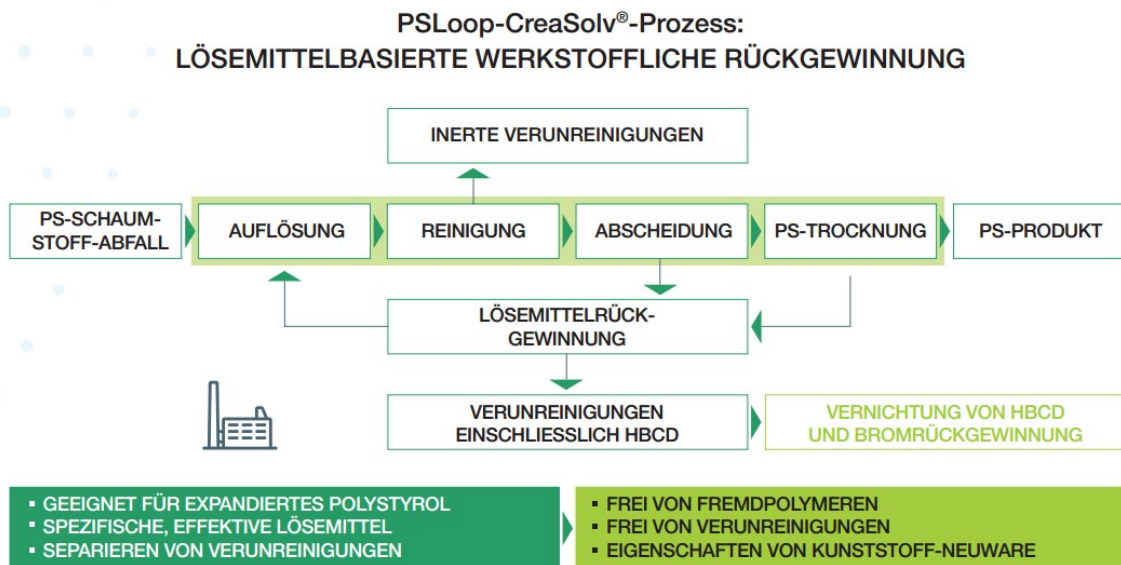 PSLoop-CreaSolv®-Prozess:
LÖSEMITTELBASIERTE WERKSTOFFLICHE RÜCKGEWINNUNG
INERTE VERUNREINIGUNGEN
PS-SCHAUM-
STOFF-ABFALL
AUFLÖSUNG
REINIGUNG
ABSCHEIDUNG
PS-TROCKNUNG
PS-PRODUKT
LÖSEMITTELRÜCK-
GEWINNUNG
VERUNREINIGUNGEN
EINSCHLIESSLICH HBCD
VERNICHTUNG VON HBCD
UND BROMRÜCKGEWINNUNG
▪ GEEIGNET FÜR EXPANDIERTES POLYSTYROL
▪ SPEZIFISCHE, EFFEKTIVE LÖSEMITTEL
▪ SEPARIEREN VON VERUNREINIGUNGEN
▪ FREI VON FREMDPOLYMEREN
▪ FREI VON VERUNREINIGUNGEN
▪ EIGENSCHAFTEN VON KUNSTSTOFF-NEUWARE